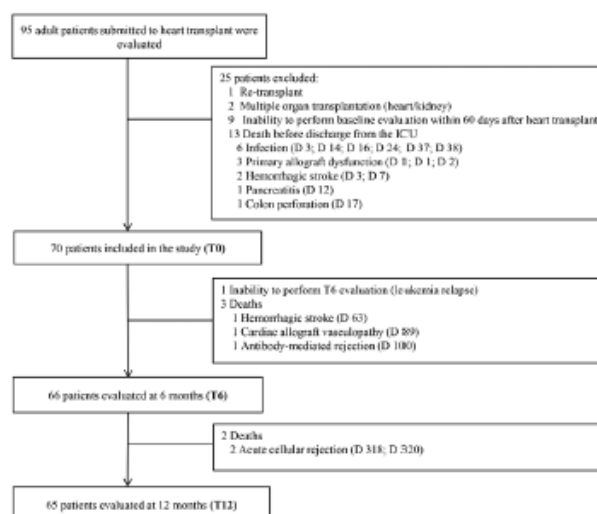 95 adult patients submitted to heart transplant were
evaluated
25 patients excluded:
1 Re-transplant
2 Multiple organ transplantation (heart/kidney)
9 Inability to perform baseline evaluation within 60 days after heart transplant
13 Death before discharge from the ICU
6 Infection (D 3; D 14; D 16; D 24; D 37; D 38)
3 Primary allograft dysfunction (D 1; D 2)
2 Hemorrhagic stroke (D 3; D 7)
1 Pancreatitis (D 12)
1 Colon perforation (D 17)
70 patients included in the study (T0)
1 Inability to perform T6 evaluation (leukemia relapse)
3 Deaths
1 Hemorrhagic stroke (D 63)
1 Cardiac allograft vasculopathy (D 89)
1 Antibody-mediated rejection (D 100)
66 patients evaluated at 6 months (T6)
2 Deaths
2 Acute cellular rejection (D 318; D 320)
65 patients evaluated at 12 months (T12)